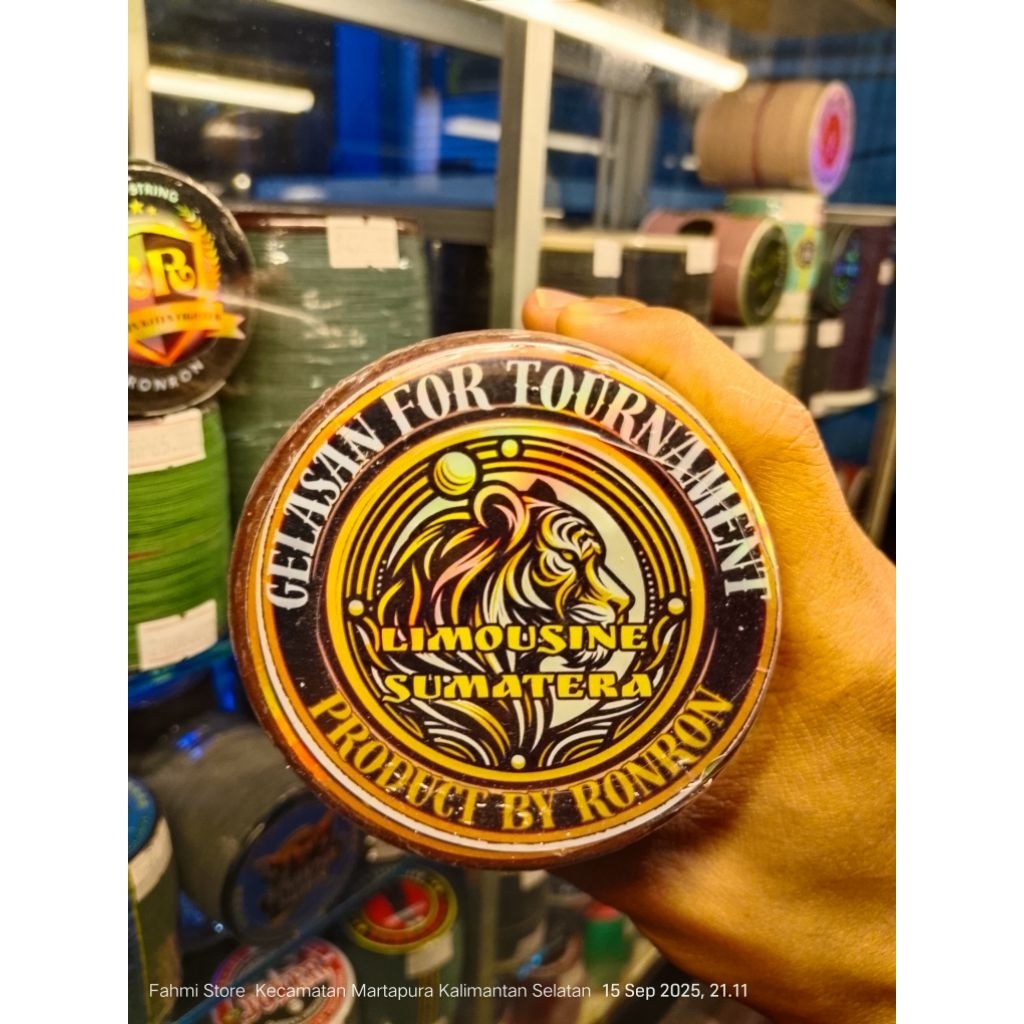 STRING
R
RONRON
GELASAN FOR TOURNAMENT
LIMOUSINE
SUMATERA
PRODUCT BY RONRON
Fahmi Store Kecamatan Martapura Kalimantan Selatan 15 Sep 2025, 21.11